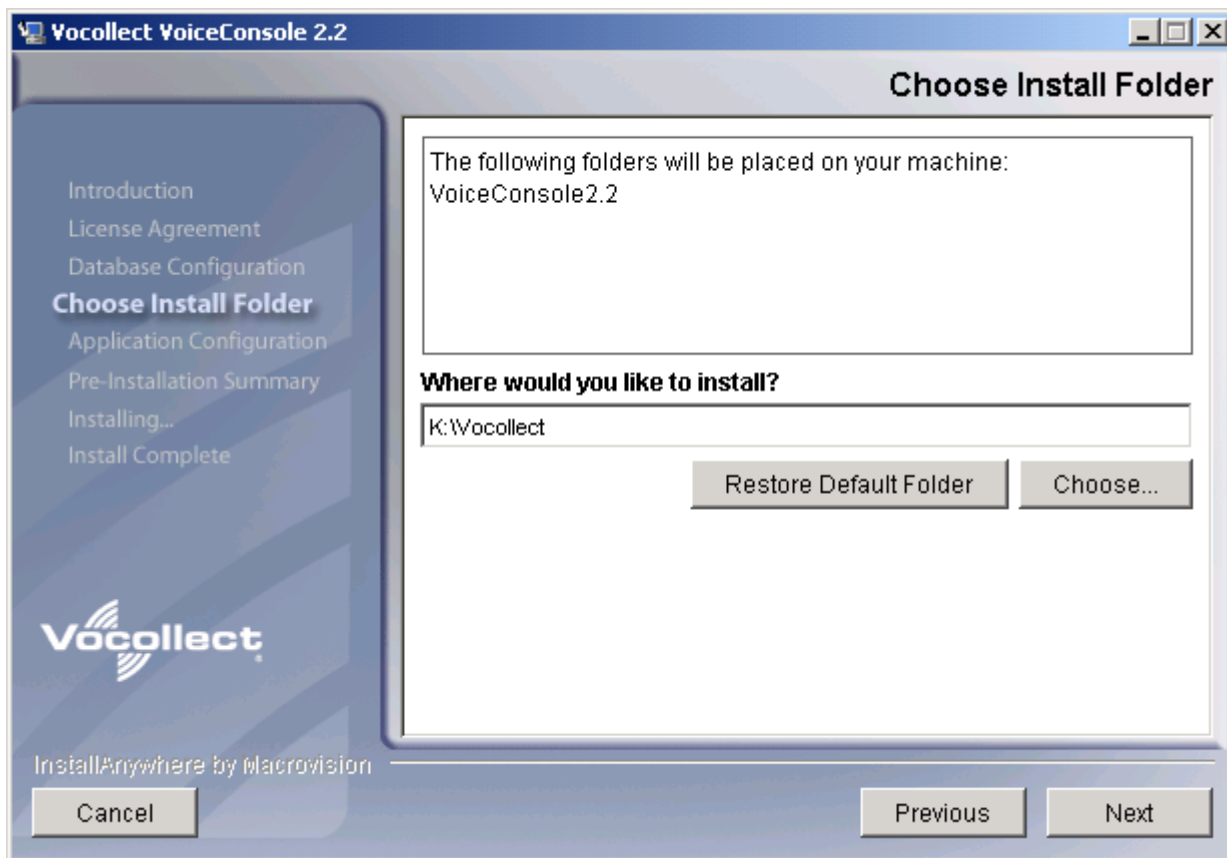 Vocollect VoiceConsole 2.2
Choose Install Folder
Introduction
License Agreement
Database Configuration
Choose Install Folder
Application Configuration
Pre-Installation Summary
Installing...
Install Complete
Vocollect®
The following folders will be placed on your machine:
VoiceConsole2.2
Where would you like to install?
K:\Vocollect
Restore Default Folder
Choose...
InstallAnywhere by Macrovision
Cancel
Previous
Next